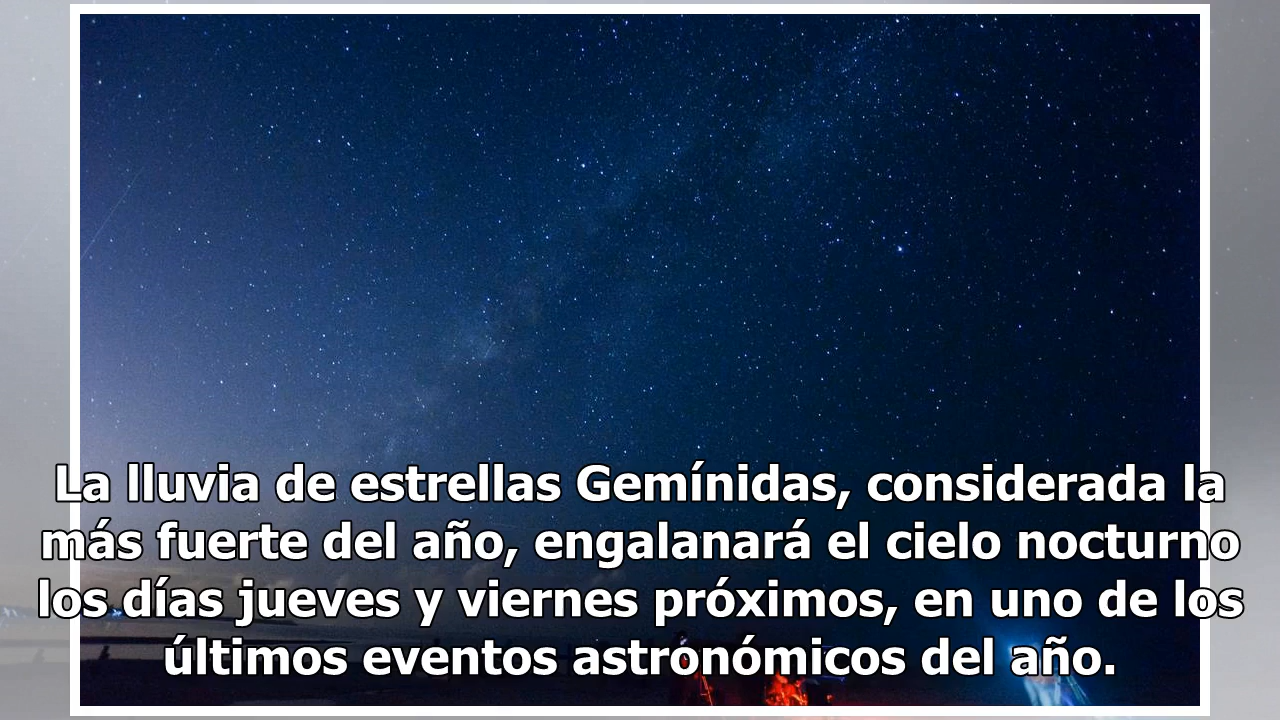 La lluvia de estrellas Gemínidas, considerada la
más fuerte del año, engalanará el cielo nocturno
los días jueves y viernes próximos, en uno de los
últimos eventos astronómicos del año.